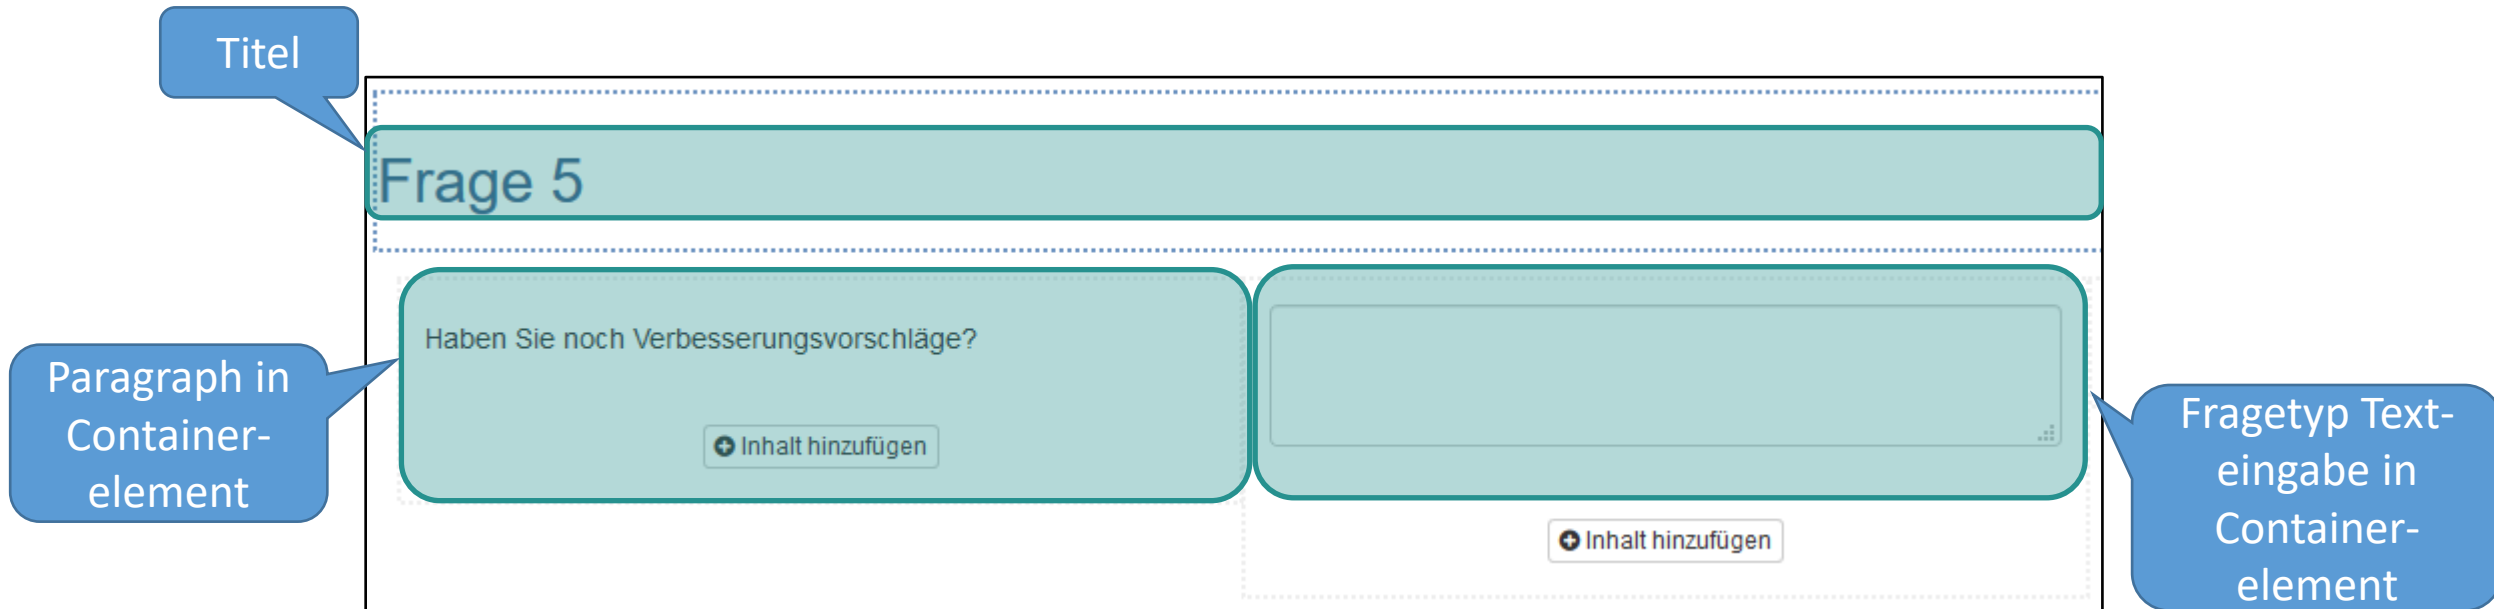 Titel
Frage 5
Haben Sie noch Verbesserungsvorschläge?
Inhalt hinzufügen
Paragraph in
Container-
element
Fragetyp Text-
eingabe in
Container-
element
Inhalt hinzufügen